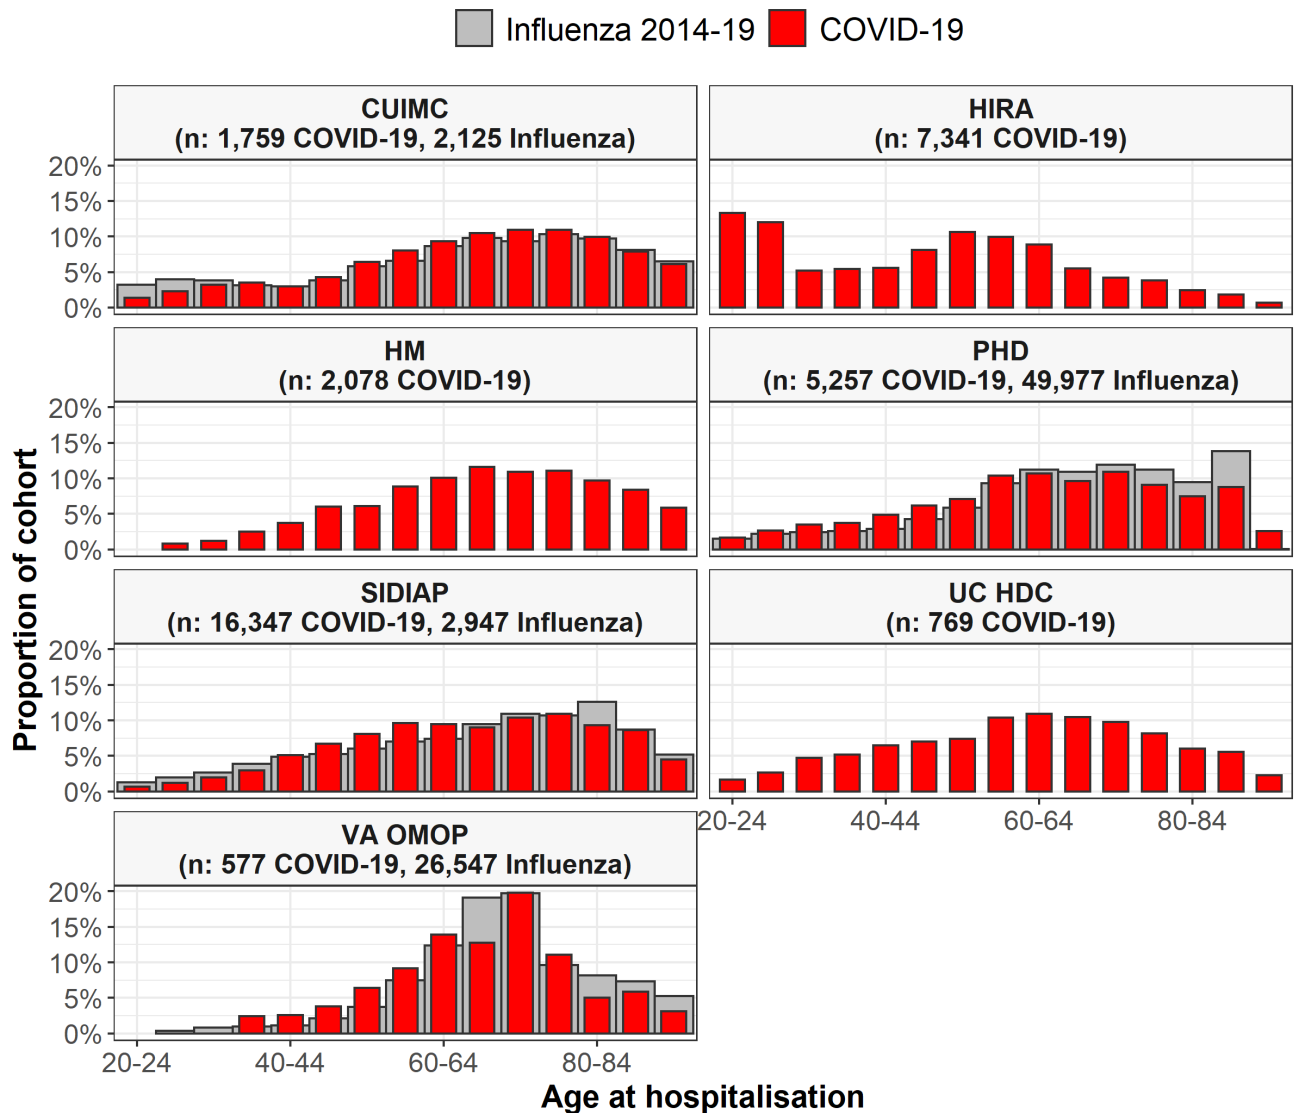 Influenza 2014-19 COVID-19
CUIMC
(n: 1,759 COVID-19, 2,125 Influenza)
HIRA
(n: 7,341 COVID-19)
20%
15%
10%
5%
0%
HM
(n: 2,078 COVID-19)
PHD
(n: 5,257 COVID-19, 49,977 Influenza)
20%
15%
10%
5%
0%
Proportion of cohort
SIDIAP
(n: 16,347 COVID-19, 2,947 Influenza)
UC HDC
(n: 769 COVID-19)
20%
15%
10%
5%
0%
20-24 40-44 60-64 80-84
VA OMOP
(n: 577 COVID-19, 26,547 Influenza)
20%
15%
10%
5%
0%
20-24 40-44 60-64 80-84
Age at hospitalisation